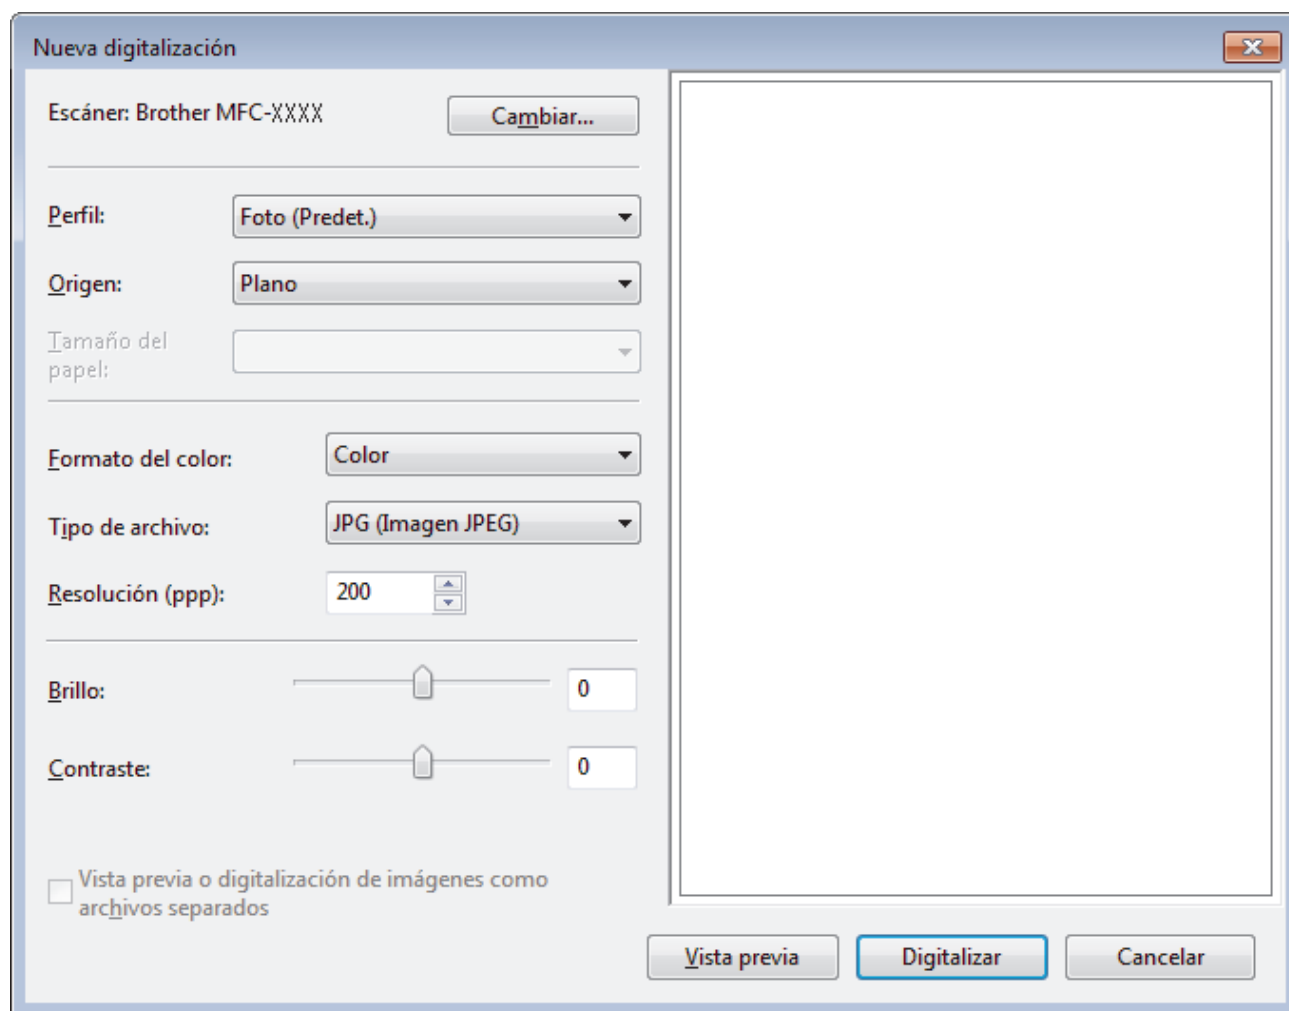 Nueva digitalización
Escáner: Brother MFC-XXXX
Cambiar...
Perfil:
Foto (Predet.)
Origen:
Plano
Tamaño del
papel:
Formato del color:
Color
Tipo de archivo:
JPG (Imagen JPEG)
Resolución (ppp):
200
Brillo:
0
Contraste:
0
Vista previa o digitalización de imágenes como
archivos separados
Vista previa
Digitalizar
Cancelar